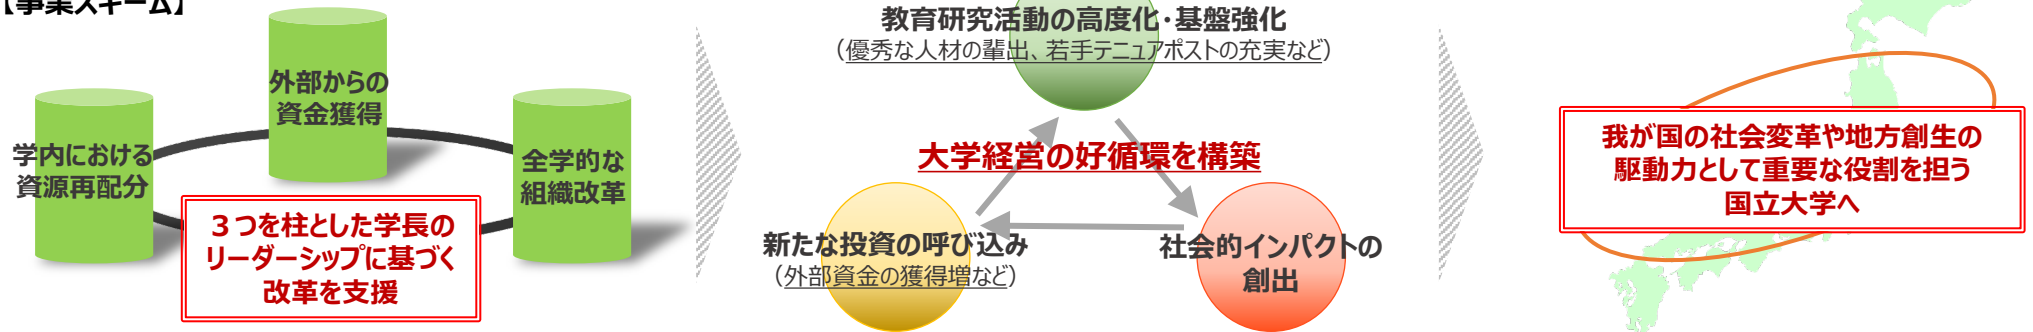 【事業スキーム】
外部からの
資金獲得
学内における
資源再配分
全学的な
組織改革
３つを柱とした学長の
リーダーシップに基づく
改革を支援
教育研究活動の高度化・基盤強化
（優秀な人材の輩出、若手テニュアポストの充実など）
大学経営の好循環を構築
新たな投資の呼び込み
（外部資金の獲得増など）
社会的インパクトの
創出
我が国の社会変革や地方創生の
駆動力として重要な役割を担う
国立大学へ